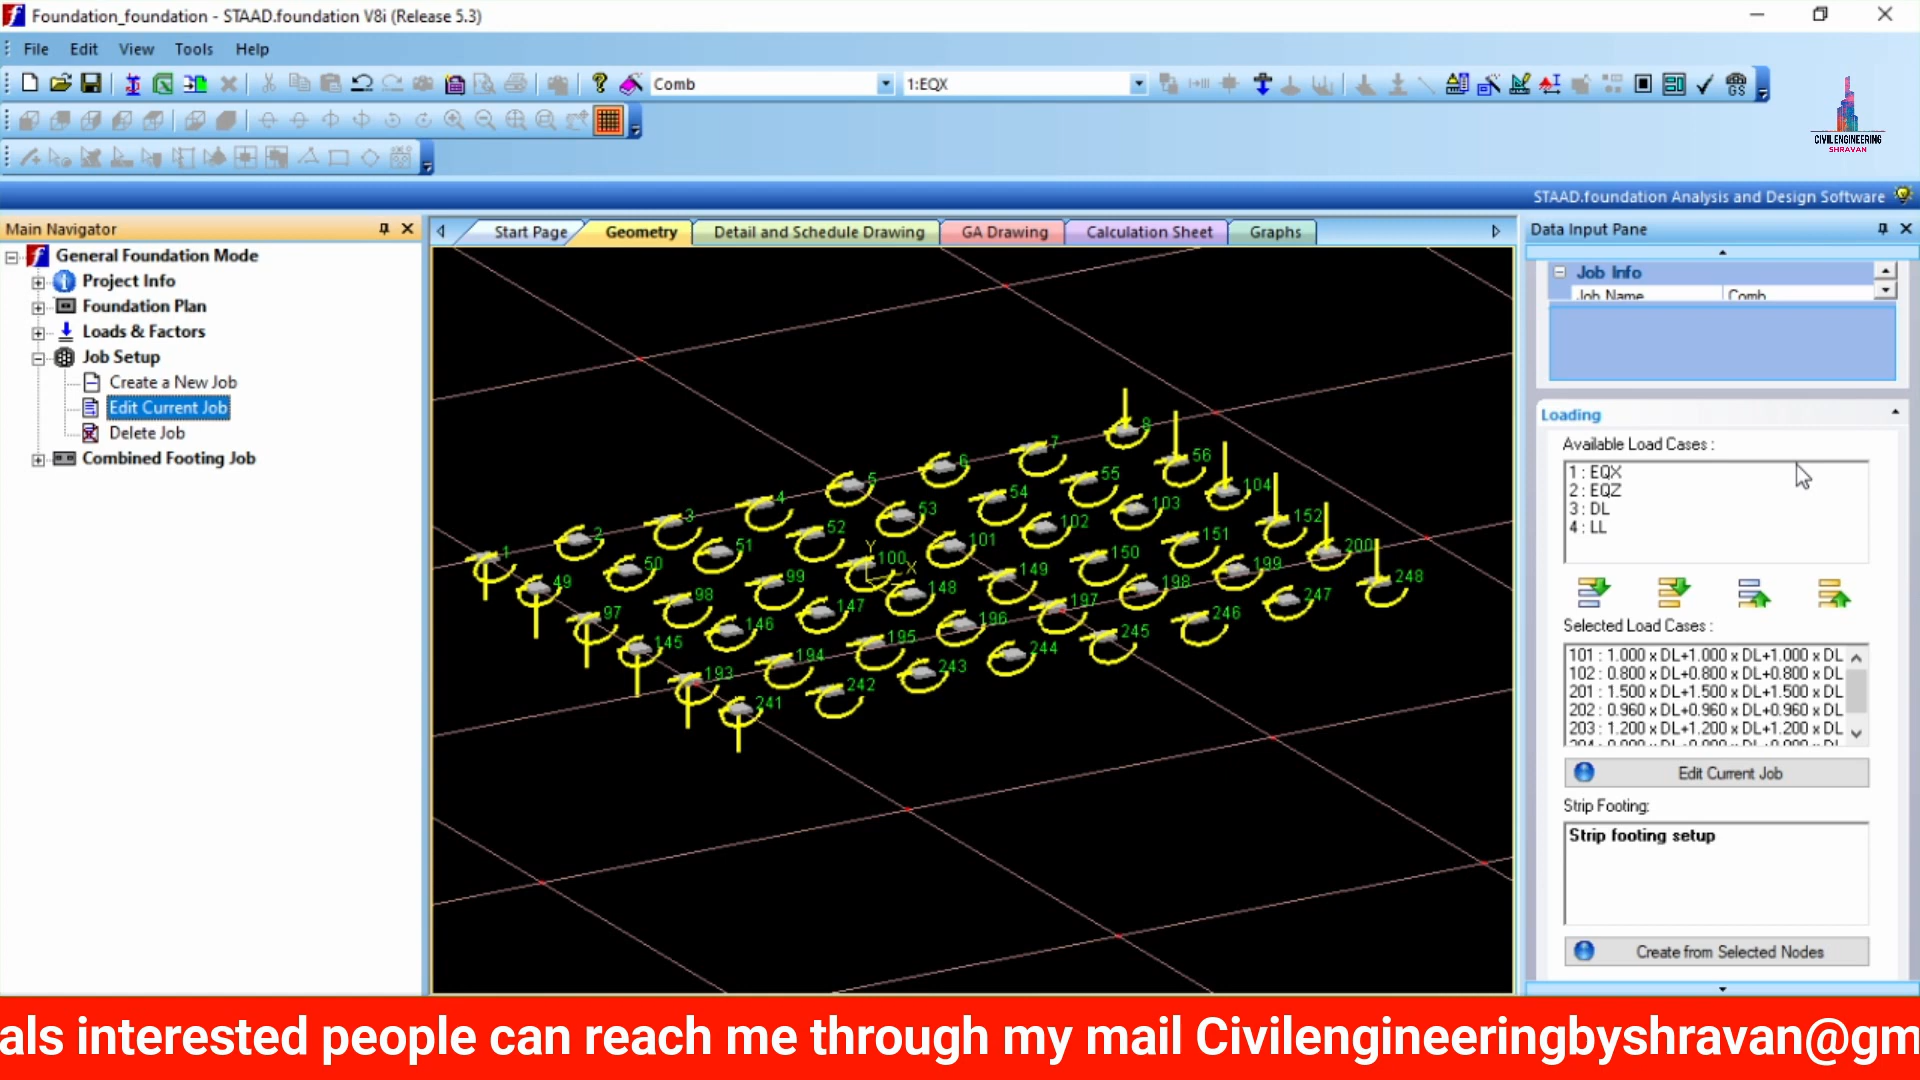 Foundation_foundation - STAAD.foundation V8i (Release 5.3)
File Edit View Tools Help
Comb 1:EQX
GS
CIVILENGINEERING
SHRAVAN
STAAD.foundation Analysis and Design Software
Main Navigator
General Foundation Mode
Project Info
Foundation Plan
Loads & Factors
Job Setup
Create a New Job
Edit Current Job
Delete Job
Combined Footing Job
Start Page Geometry Detail and Schedule Drawing GA Drawing Calculation Sheet Graphs
8
7
6
5
4
3
2
1
56
55
54
53
52
51
50
49
104
103
102
101
100
99
98
97
152
151
150
149
148
147
146
145
200
199
198
197
196
195
194
193
248
247
246
245
244
243
242
241
Y
X
Data Input Pane
Job Info
Job Name Comb
Loading
Available Load Cases :
1 : EQX
2 : EQZ
3 : DL
4 : LL
Selected Load Cases :
101 : 1.000 x DL+1.000 x DL+1.000 x DL
102 : 0.800 x DL+0.800 x DL+0.800 x DL
201 : 1.500 x DL+1.500 x DL+1.500 x DL
202 : 0.960 x DL+0.960 x DL+0.960 x DL
203 : 1.200 x DL+1.200 x DL+1.200 x DL
Edit Current Job
Strip Footing:
Strip footing setup
Create from Selected Nodes
als interested people can reach me through my mail Civilengineeringbyshravan@gm